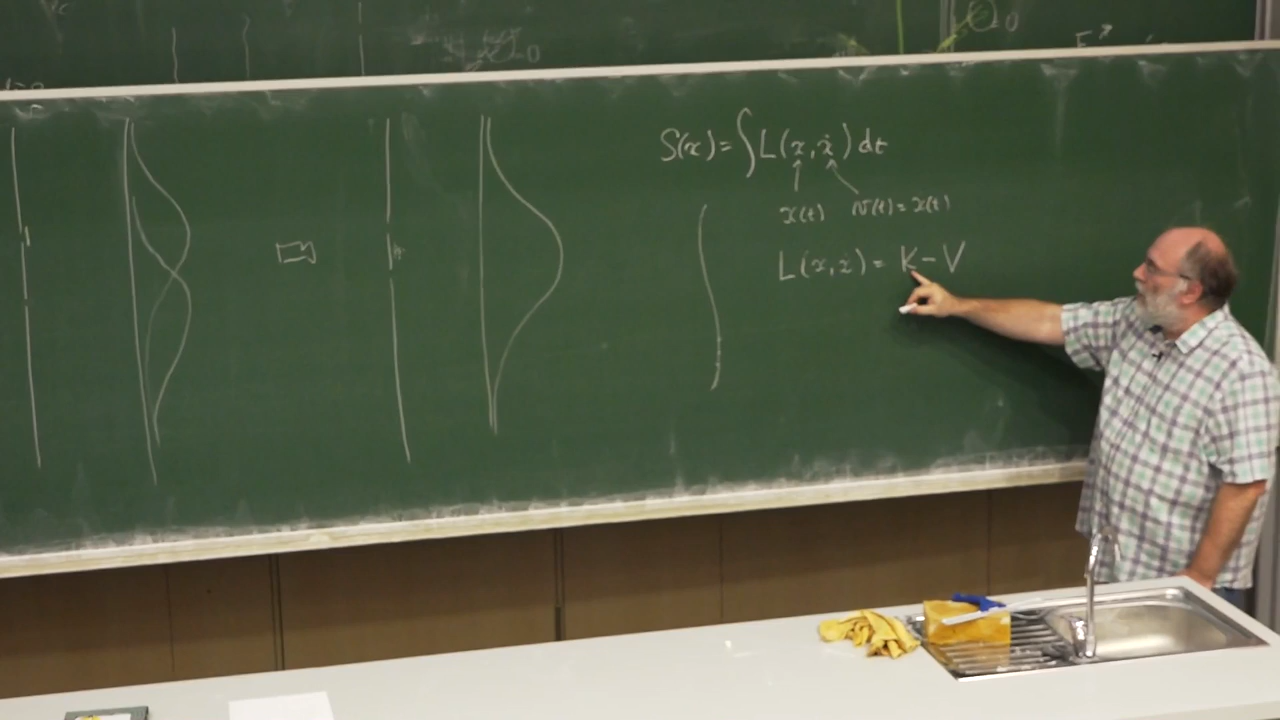 S(x) = ∫ L(x, ẋ) dt
x(t) v(t) = ẋ(t)
L(x, ẋ) = K - V